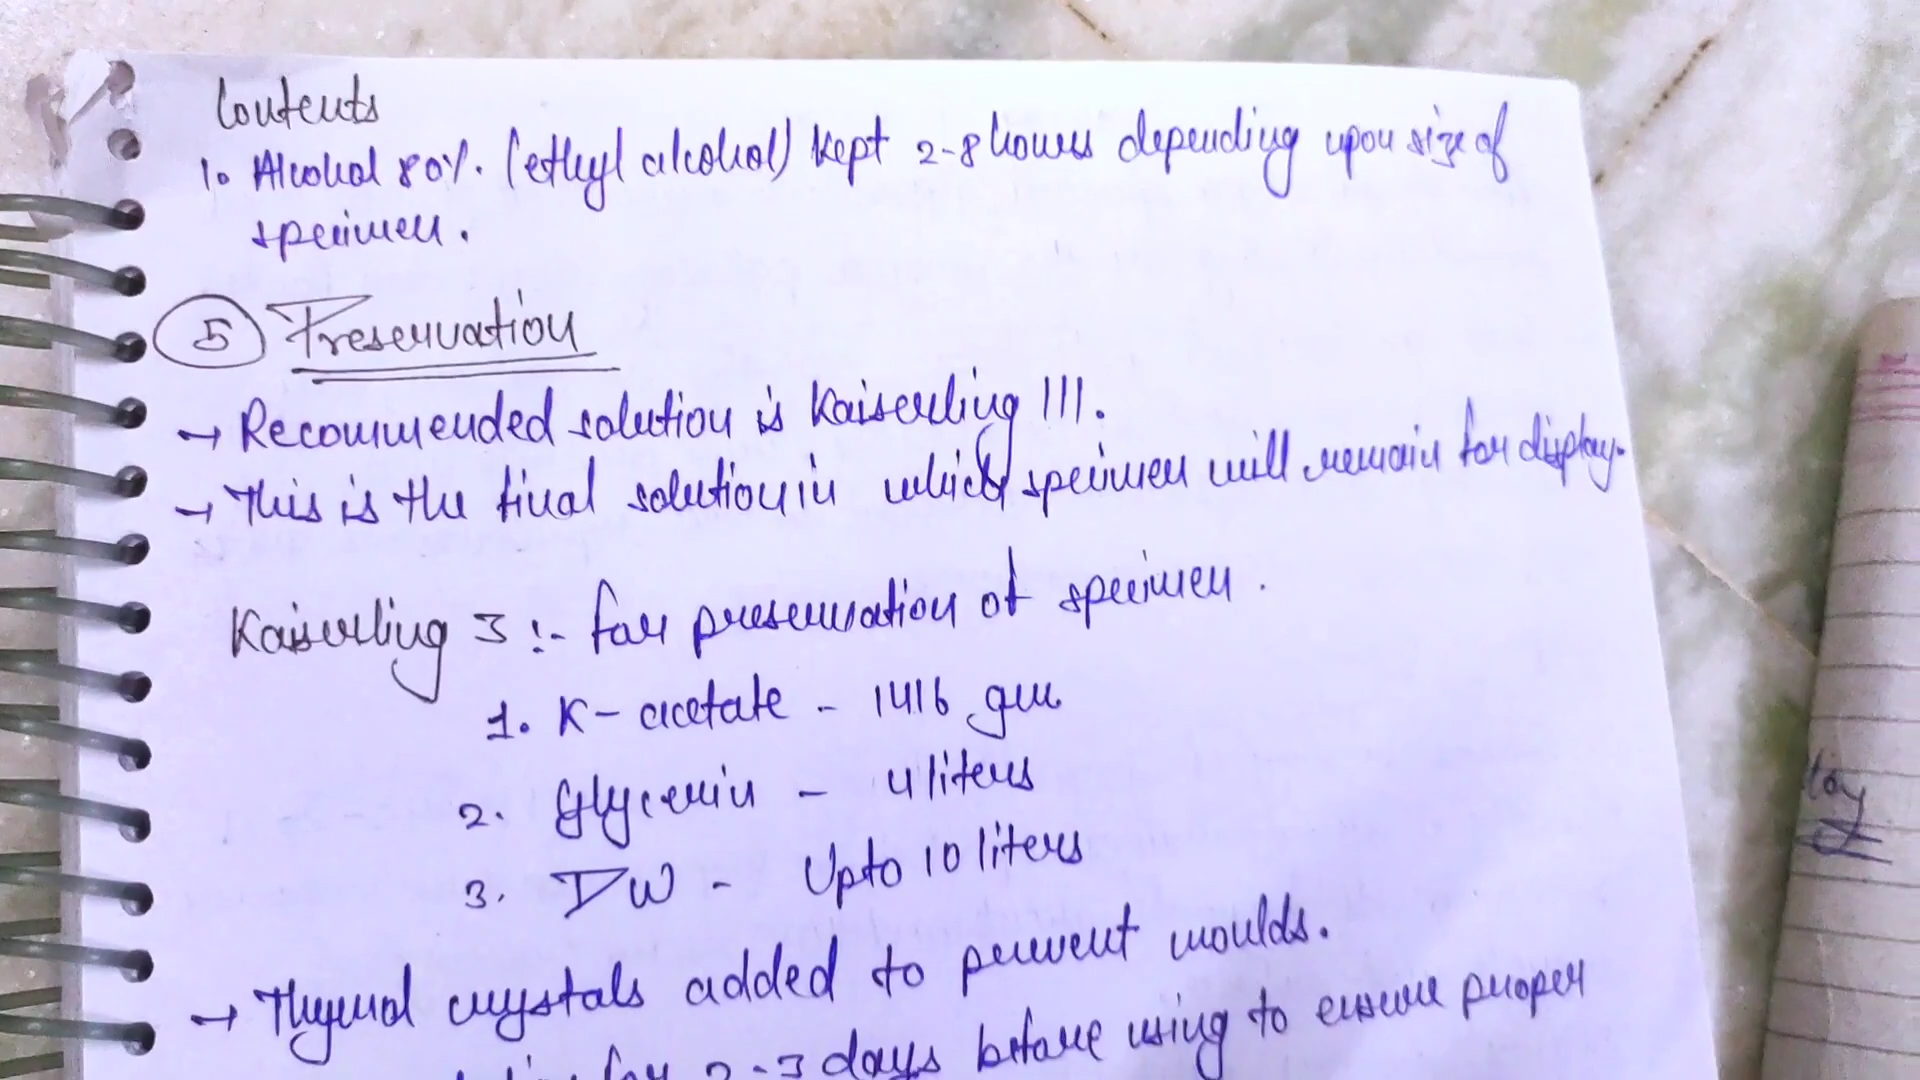 Contents
1. Alcohol 80%. (ethyl alcohol) kept 2-8 hours depending upon size of
specimen.
5 Preservation
→ Recommended solution is Kaiserling III.
→ This is the final solution in which specimen will remain for display.
Kaiserling 3 :- for preservation of specimen.
1. K- acetate - 1416 gm
2. Glycerin - 4 liters
3. DW - Upto 10 liters
→ Thymol crystals added to prevent moulds.
for 2-3 days before using to ensure proper